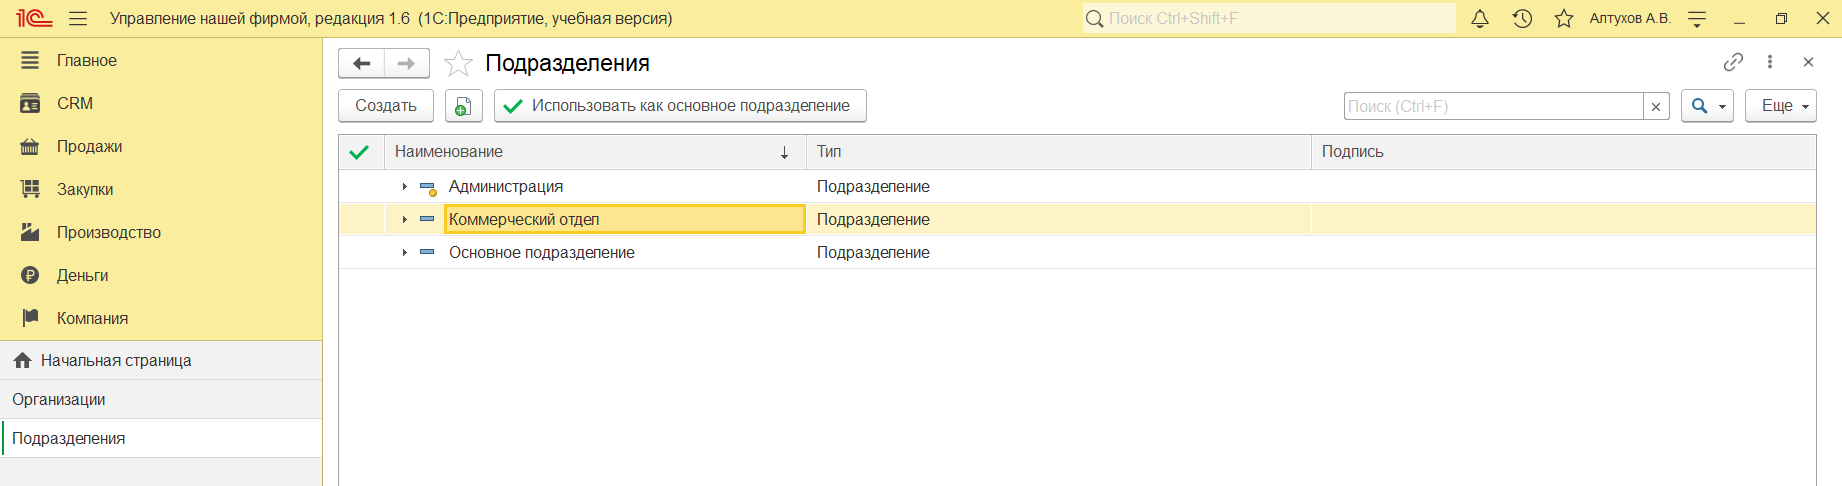 1С Управление нашей фирмой, редакция 1.6 (1С:Предприятие, учебная версия) Поиск Ctrl+Shift+F Алтухов А.В.
Главное
CRM
Продажи
Закупки
Производство
Деньги
Компания
Начальная страница
Организации
Подразделения
Подразделения
Создать Использовать как основное подразделение Поиск (Ctrl+F) Еще
Наименование Тип Подпись
Администрация Подразделение
Коммерческий отдел Подразделение
Основное подразделение Подразделение